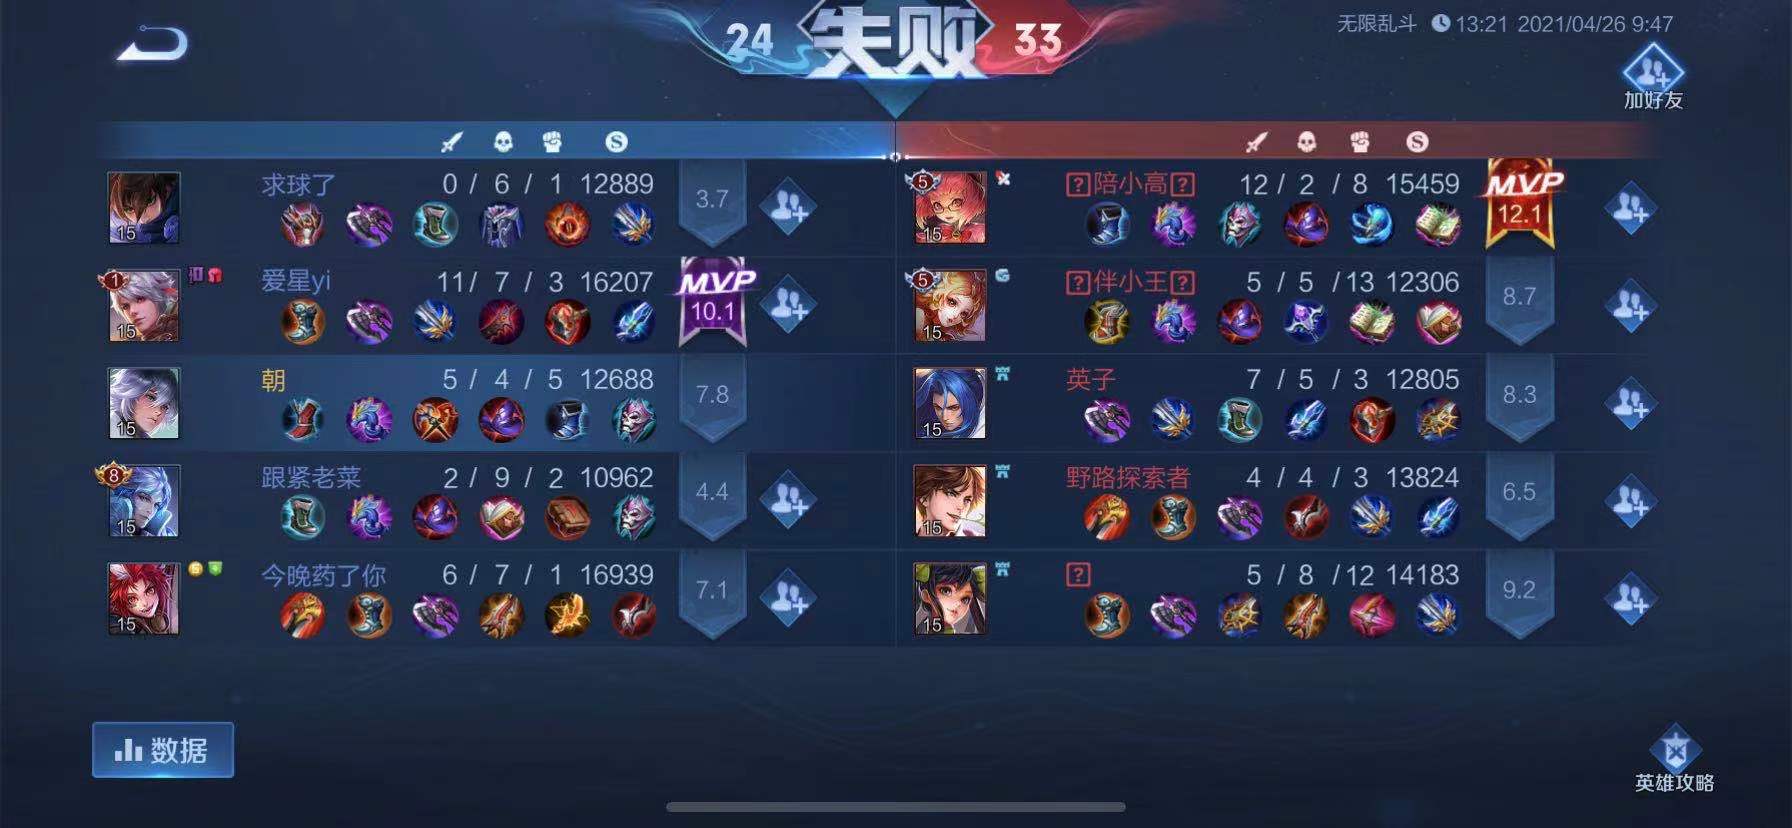 24 失败 33
无限乱斗 13:21 2021/04/26 9:47
加好友
S S
15 求球了 0 / 6 / 1 12889 3.7
5 15 ?陪小高? 12 / 2 / 8 15459 MVP 12.1
1 15 爱星yi 11 / 7 / 3 16207 MVP 10.1
5 15 ?伴小王? 5 / 5 / 13 12306 8.7
15 朝 5 / 4 / 5 12688 7.8
15 英子 7 / 5 / 3 12805 8.3
8 15 跟紧老菜 2 / 9 / 2 10962 4.4
15 野路探索者 4 / 4 / 3 13824 6.5
15 今晚药了你 6 / 7 / 1 16939 7.1
15 ? 5 / 8 / 12 14183 9.2
数据
英雄攻略